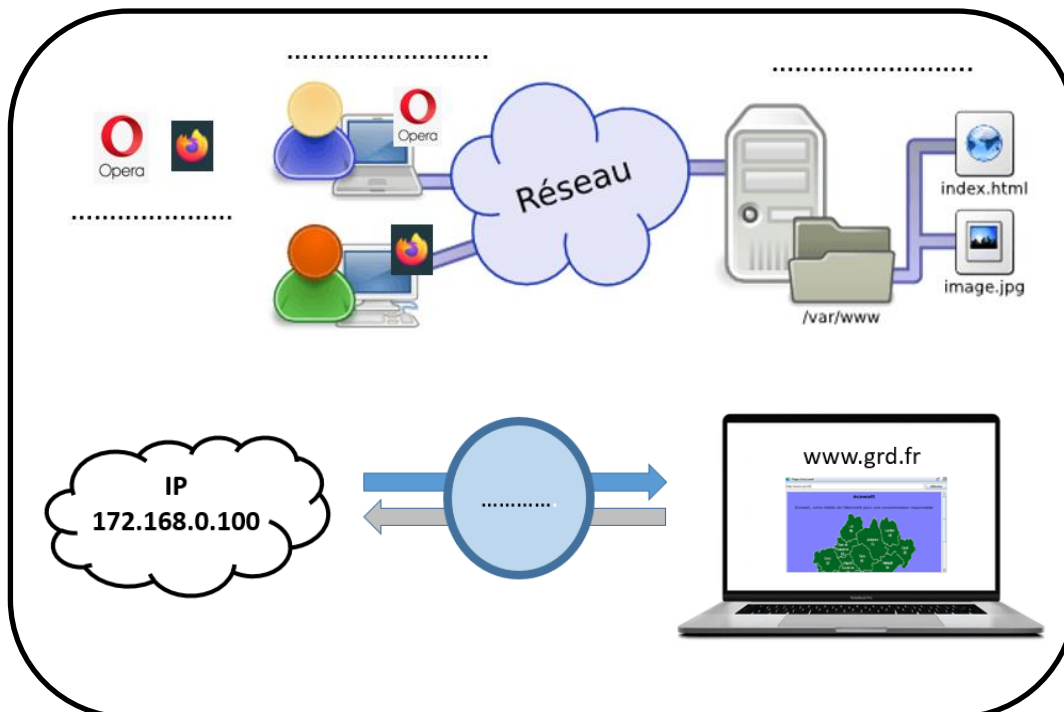 ........................
........................
Opera
Opera
Réseau
index.html
...................
image.jpg
/var/www
IP
172.168.0.100
.............
www.grd.fr